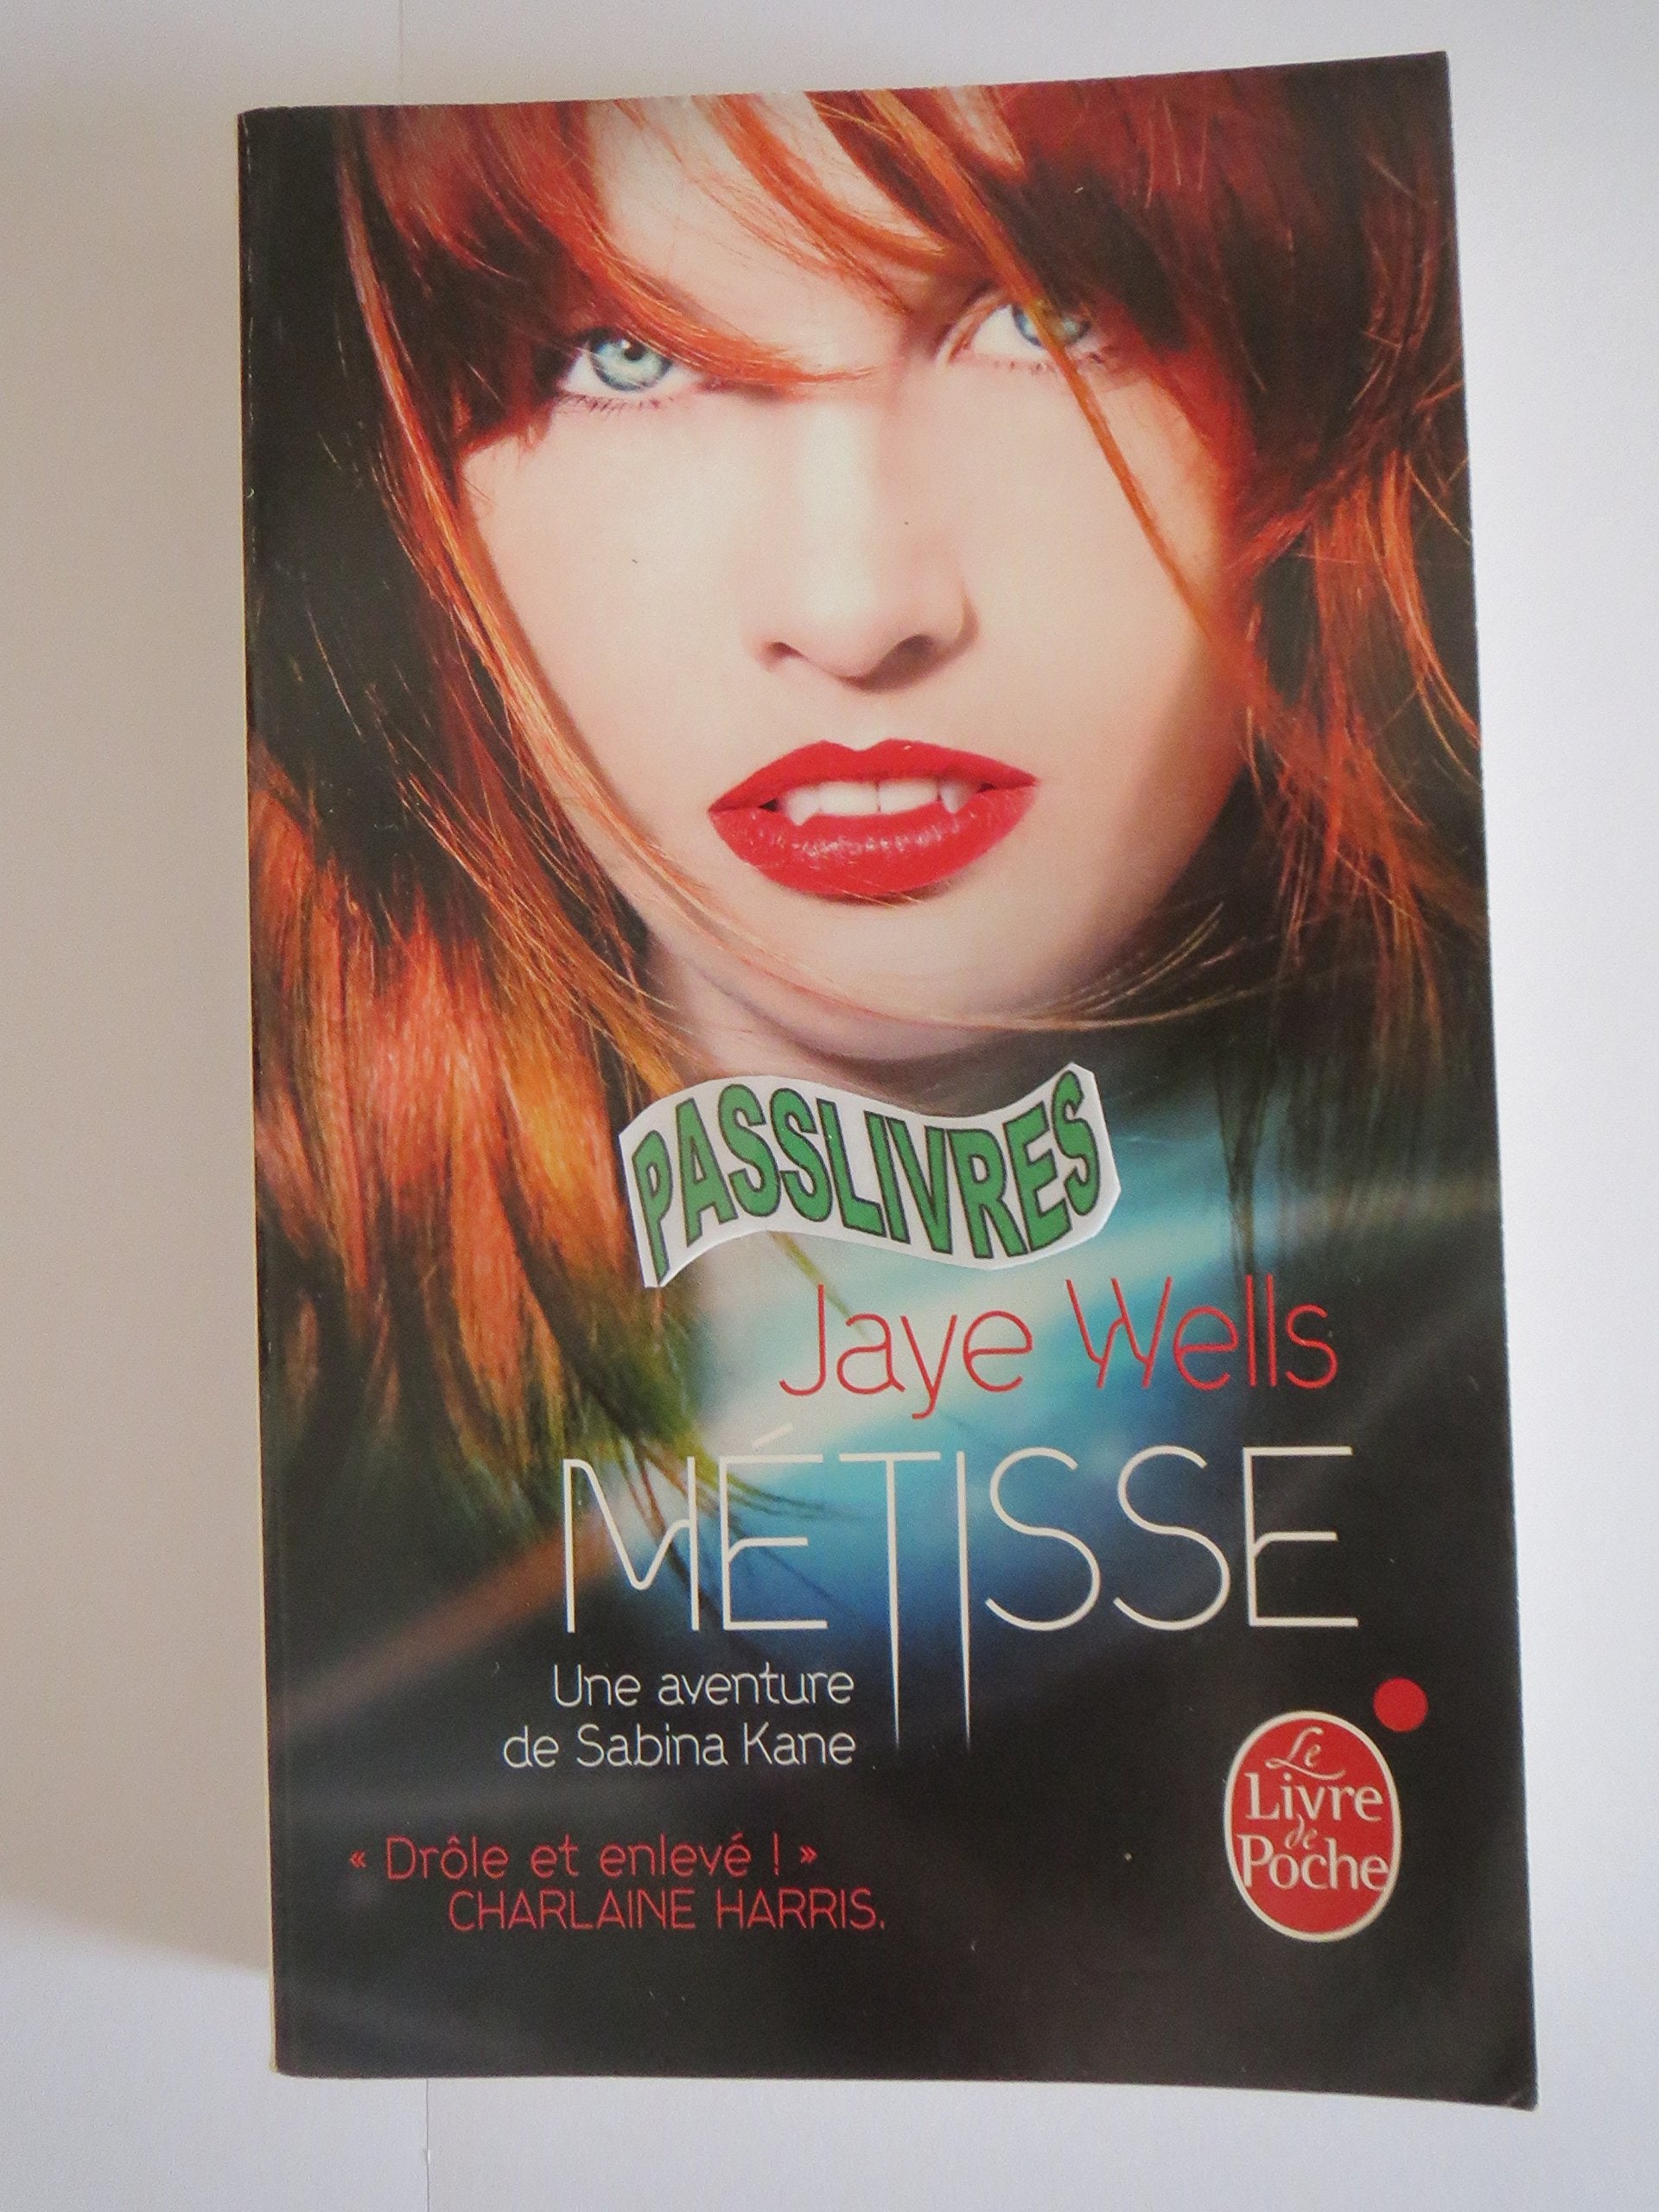 PASSLIVRES
Jaye Wells
MÉTISSE
Une aventure
de Sabina Kane
« Drôle et enlevé ! »
CHARLAINE HARRIS.
Le
Livre
de
Poche